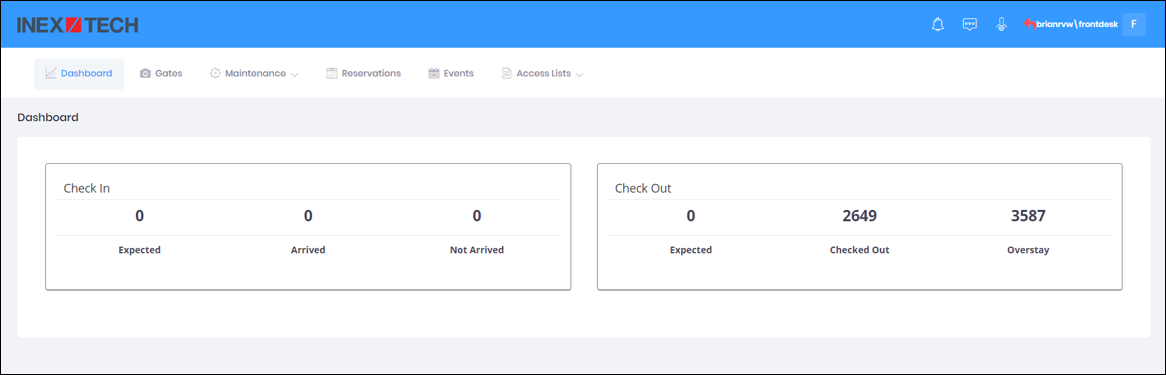 INEX TECH
brianrvw\frontdesk F
Dashboard Gates Maintenance Reservations Events Access Lists
Dashboard
Check In
0 0 0
Expected Arrived Not Arrived
Check Out
0 2649 3587
Expected Checked Out Overstay